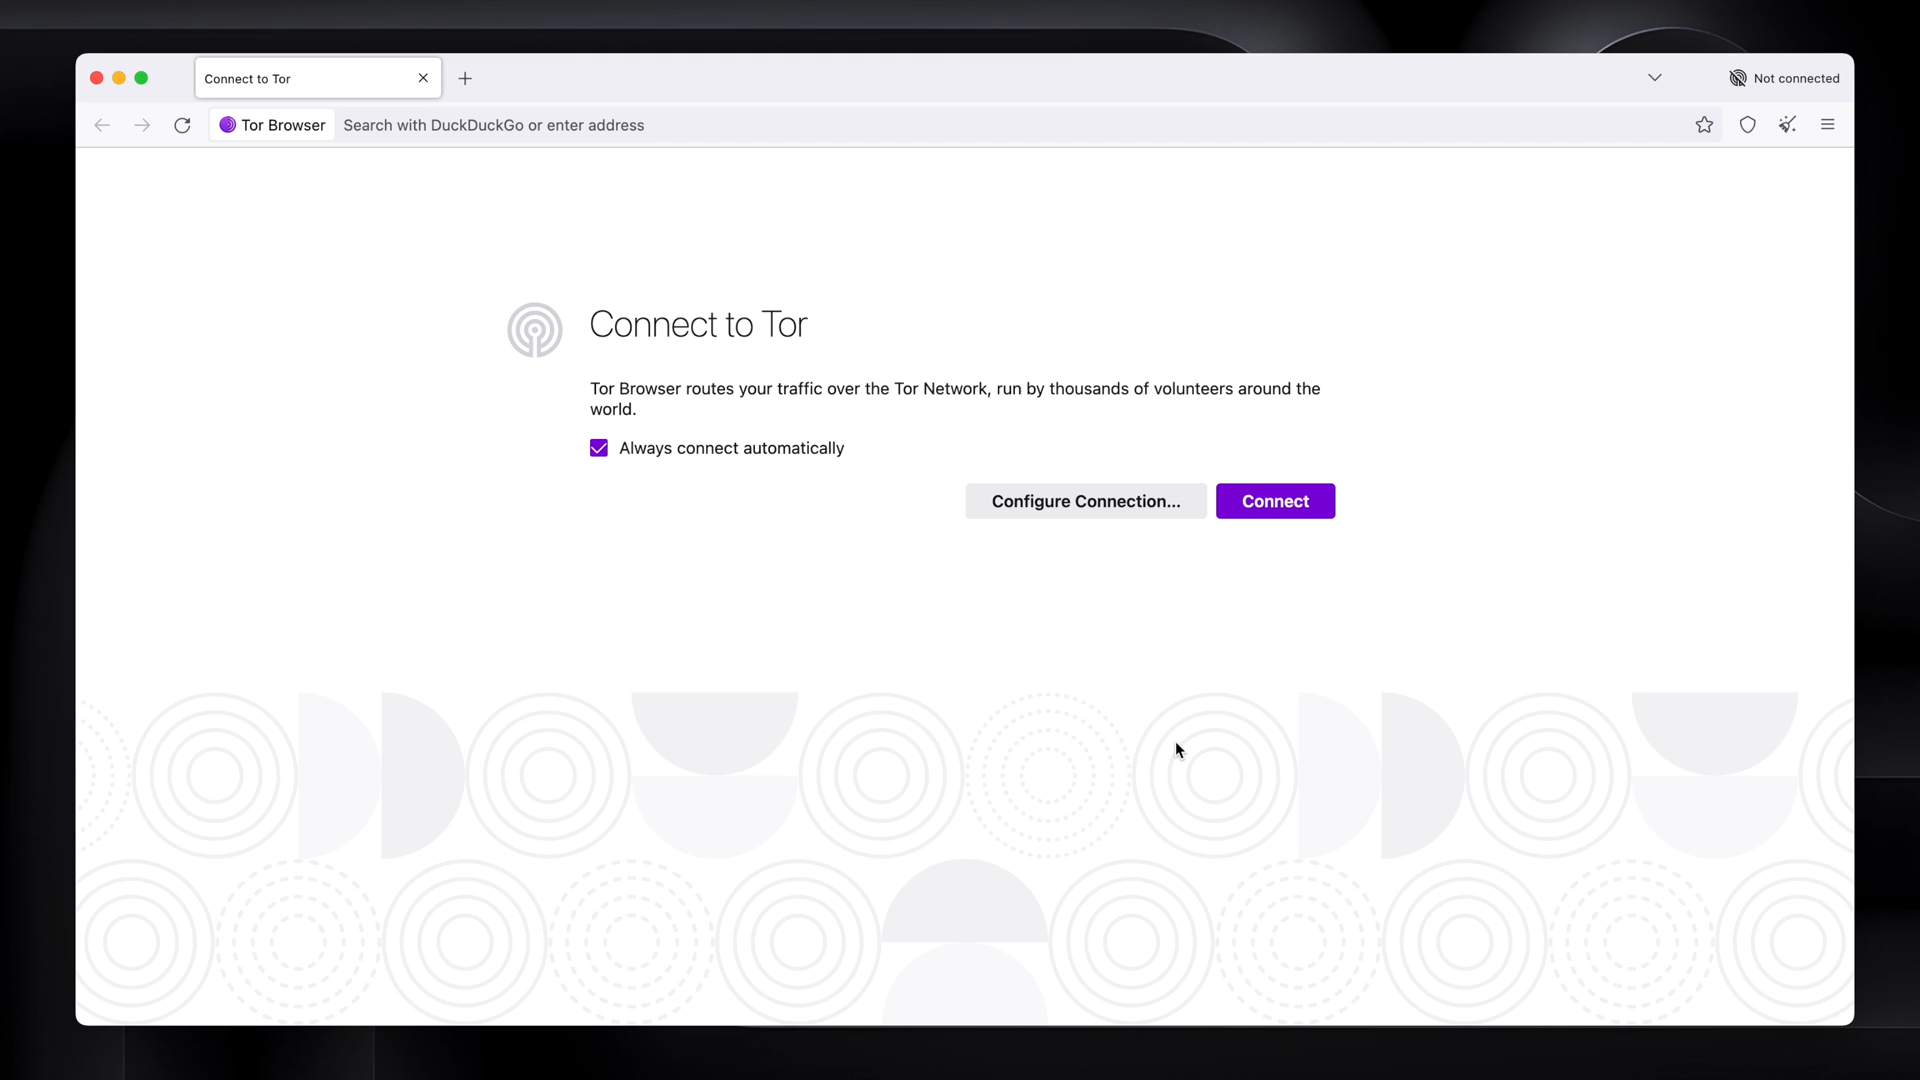 Connect to Tor
Not connected
Tor Browser
Search with DuckDuckGo or enter address
Connect to Tor
Tor Browser routes your traffic over the Tor Network, run by thousands of volunteers around the
world.
Always connect automatically
Configure Connection...
Connect